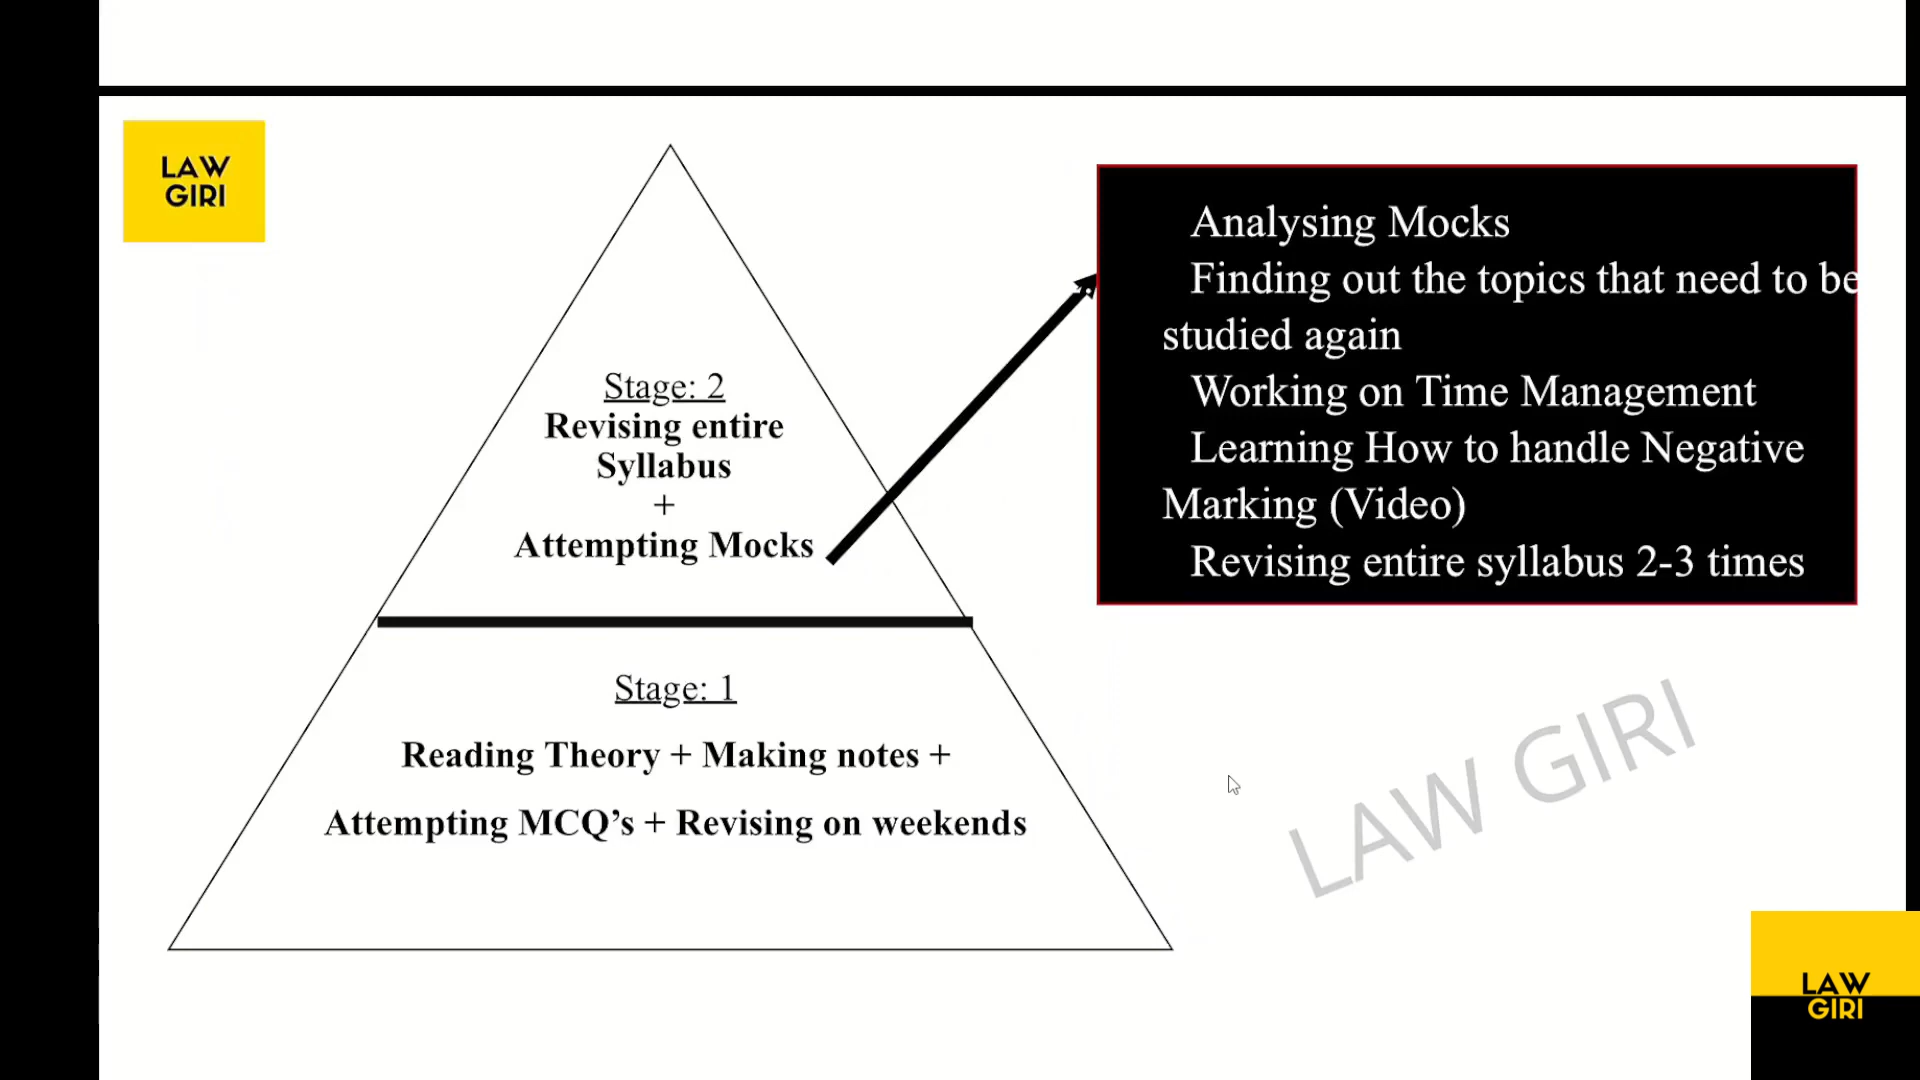 LAW
GIRI
Stage: 2
Revising entire
Syllabus
+
Attempting Mocks
Stage: 1
Reading Theory + Making notes +
Attempting MCQ’s + Revising on weekends
Analysing Mocks
Finding out the topics that need to be
studied again
Working on Time Management
Learning How to handle Negative
Marking (Video)
Revising entire syllabus 2-3 times
LAW GIRI
LAW
GIRI